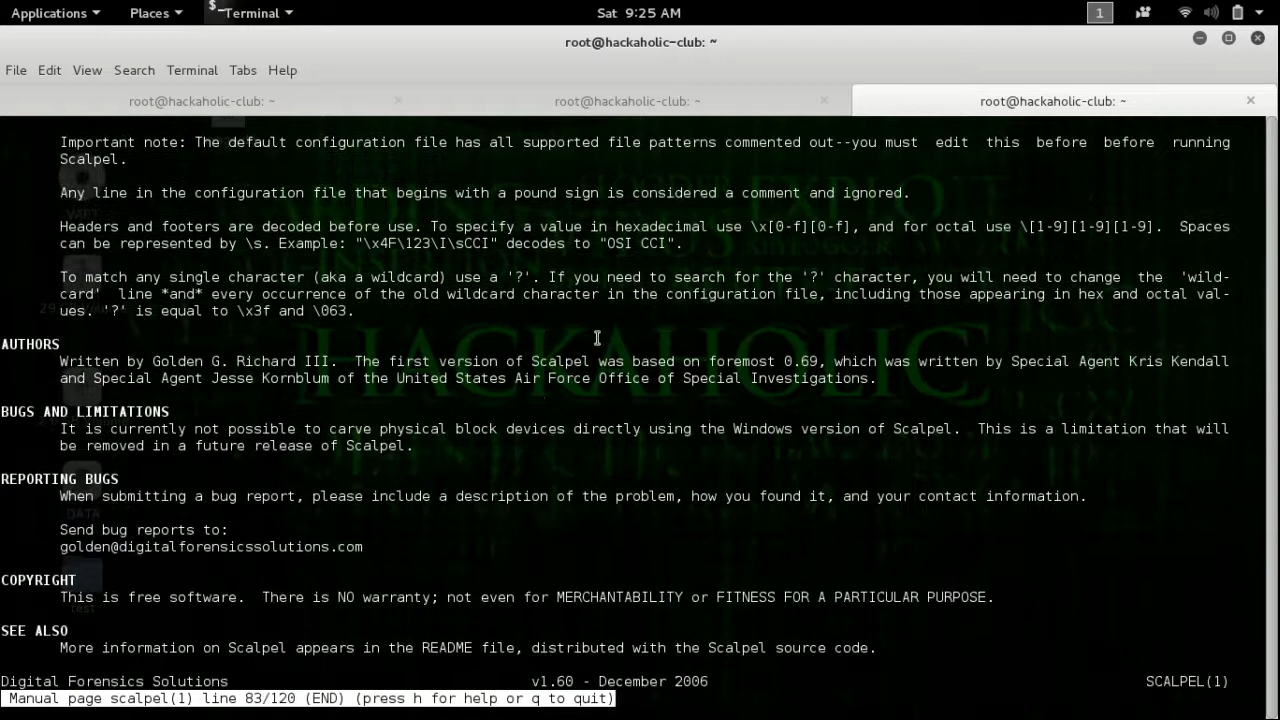 Applications Places Terminal Sat 9:25 AM 1
root@hackaholic-club: ~
File Edit View Search Terminal Tabs Help
root@hackaholic-club: ~ root@hackaholic-club: ~ root@hackaholic-club: ~
Important note: The default configuration file has all supported file patterns commented out--you must edit this before before running
Scalpel.
Any line in the configuration file that begins with a pound sign is considered a comment and ignored.
Headers and footers are decoded before use. To specify a value in hexadecimal use \x[0-f][0-f], and for octal use \[1-9][1-9][1-9]. Spaces
can be represented by \s. Example: "\x4F\123\I\sCCI" decodes to "OSI CCI".
To match any single character (aka a wildcard) use a '?'. If you need to search for the '?' character, you will need to change the 'wild-
card' line *and* every occurrence of the old wildcard character in the configuration file, including those appearing in hex and octal val-
ues. '?' is equal to \x3f and \063.
AUTHORS
Written by Golden G. Richard III. The first version of Scalpel was based on foremost 0.69, which was written by Special Agent Kris Kendall
and Special Agent Jesse Kornblum of the United States Air Force Office of Special Investigations.
HACKAHOLIC
BUGS AND LIMITATIONS
It is currently not possible to carve physical block devices directly using the Windows version of Scalpel. This is a limitation that will
be removed in a future release of Scalpel.
REPORTING BUGS
When submitting a bug report, please include a description of the problem, how you found it, and your contact information.
DATA
Send bug reports to:
golden@digitalforensicssolutions.com
COPYRIGHT
This is free software. There is NO warranty; not even for MERCHANTABILITY or FITNESS FOR A PARTICULAR PURPOSE.
test
SEE ALSO
More information on Scalpel appears in the README file, distributed with the Scalpel source code.
Digital Forensics Solutions v1.60 - December 2006 SCALPEL(1)
Manual page scalpel(1) line 83/120 (END) (press h for help or q to quit)